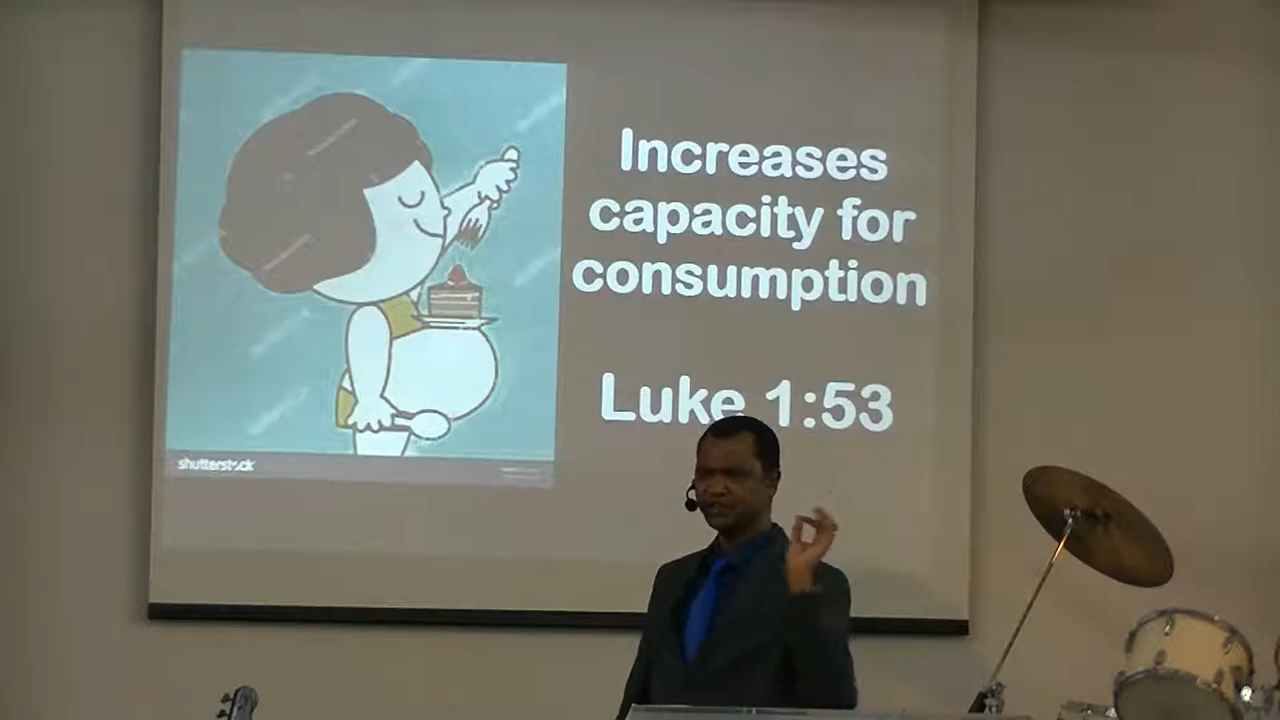 Increases
capacity for
consumption
Luke 1:53
shutterstock